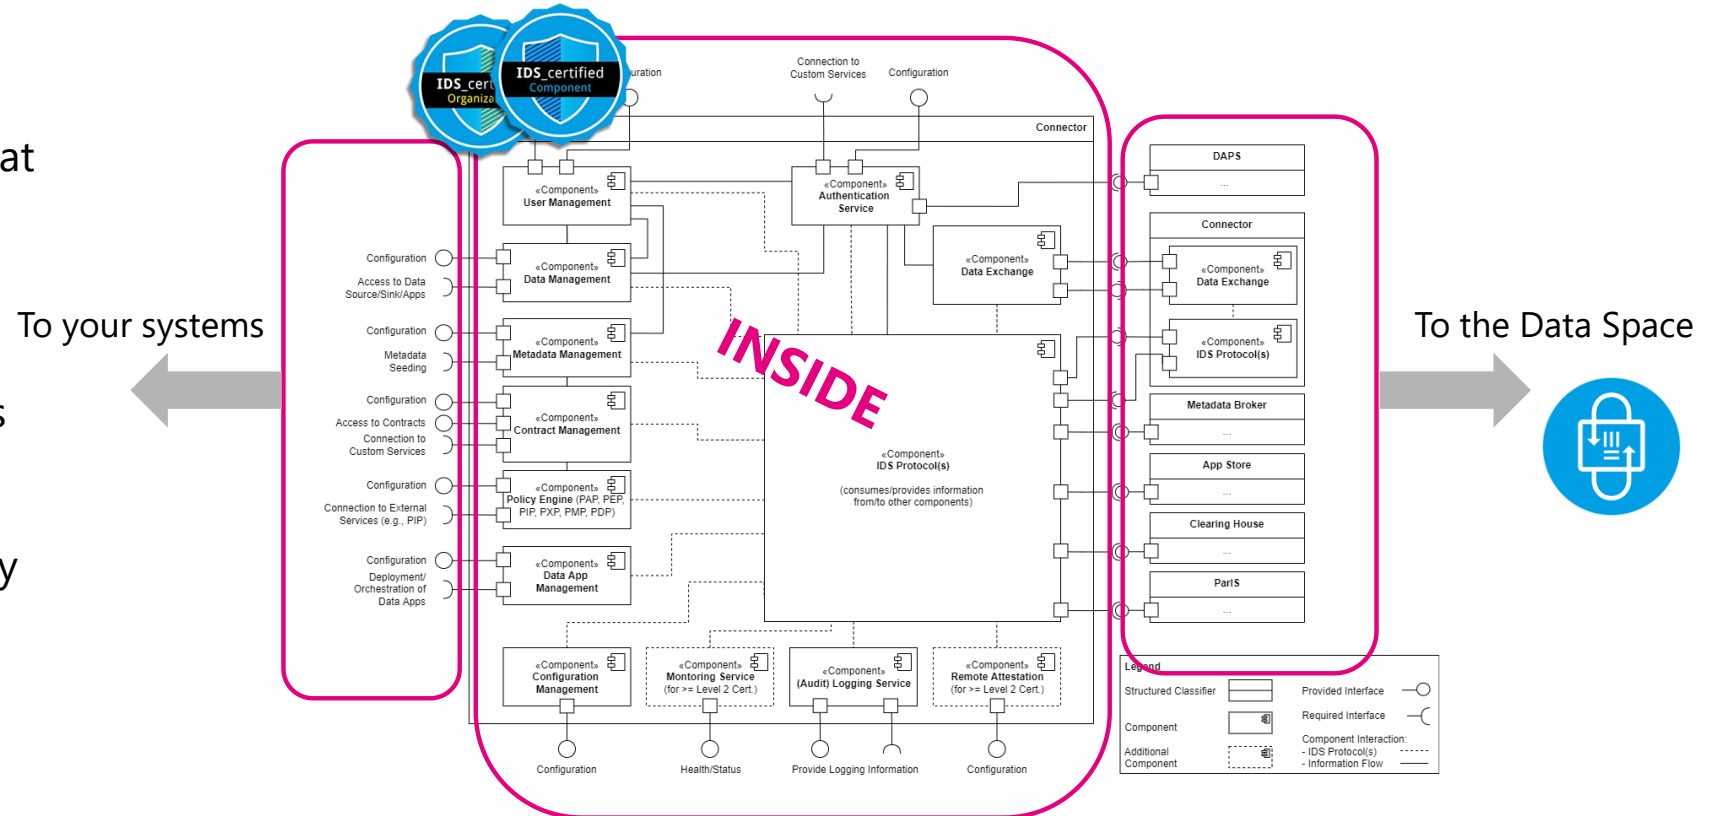 at
s
y
To your systems
To the Data Space
IDS_cert
Organiza
IDS_certified
Component
uration
Connection to
Custom Services
Configuration
Connector
«Component»
User Management
«Component»
Authentication
Service
«Component»
Data Exchange
Configuration
Access to Data
Source/Sink/Apps
«Component»
Data Management
Configuration
Metadata
Seeding
«Component»
Metadata Management
Configuration
Access to Contracts
Connection to
Custom Services
«Component»
Contract Management
Configuration
Connection to External
Services (e.g., PIP)
«Component»
Policy Engine (PAP, PEP,
PIP, PXP, PMP, PDP)
Configuration
Deployment/
Orchestration of
Data Apps
«Component»
Data App
Management
INSIDE
«Component»
IDS Protocol(s)
(consumes/provides information
from/to other components)
«Component»
Configuration
Management
«Component»
Montoring Service
(for >= Level 2 Cert.)
«Component»
(Audit) Logging Service
«Component»
Remote Attestation
(for >= Level 2 Cert.)
Configuration
Health/Status
Provide Logging Information
Configuration
DAPS
...
Connector
«Component»
Data Exchange
«Component»
IDS Protocol(s)
Metadata Broker
...
App Store
...
Clearing House
...
ParIS
...
Legend
Structured Classifier
Component
Additional
Component
Provided Interface
Required Interface
Component Interaction:
- IDS Protocol(s)
- Information Flow